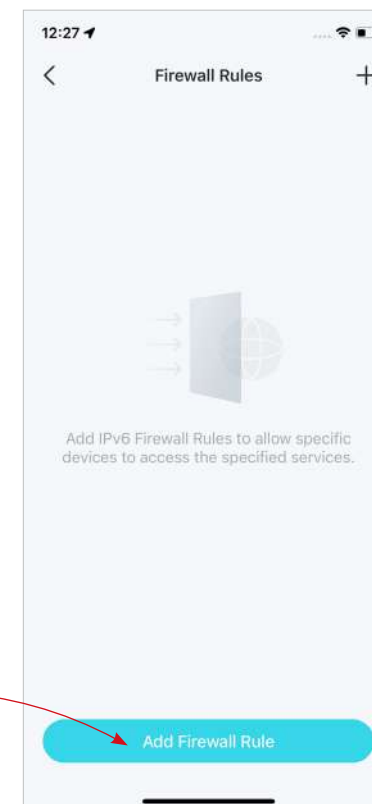 12:27
Firewall Rules
Add IPv6 Firewall Rules to allow specific
devices to access the specified services.
Add Firewall Rule